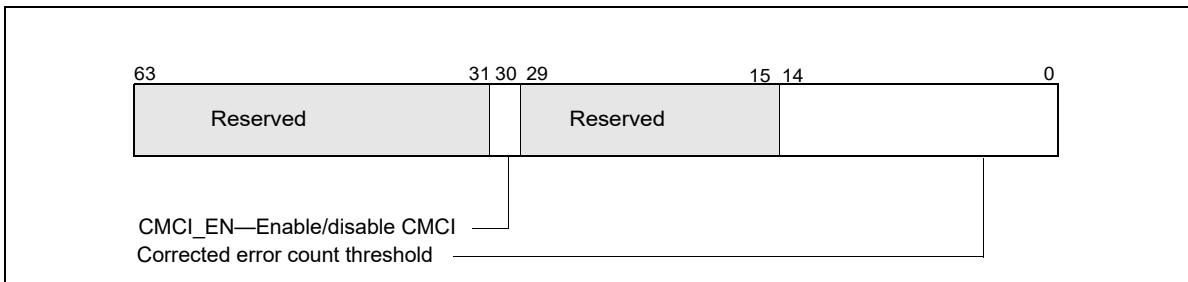 63 31 30 29 15 14 0
Reserved Reserved
CMCI_EN—Enable/disable CMCI
Corrected error count threshold